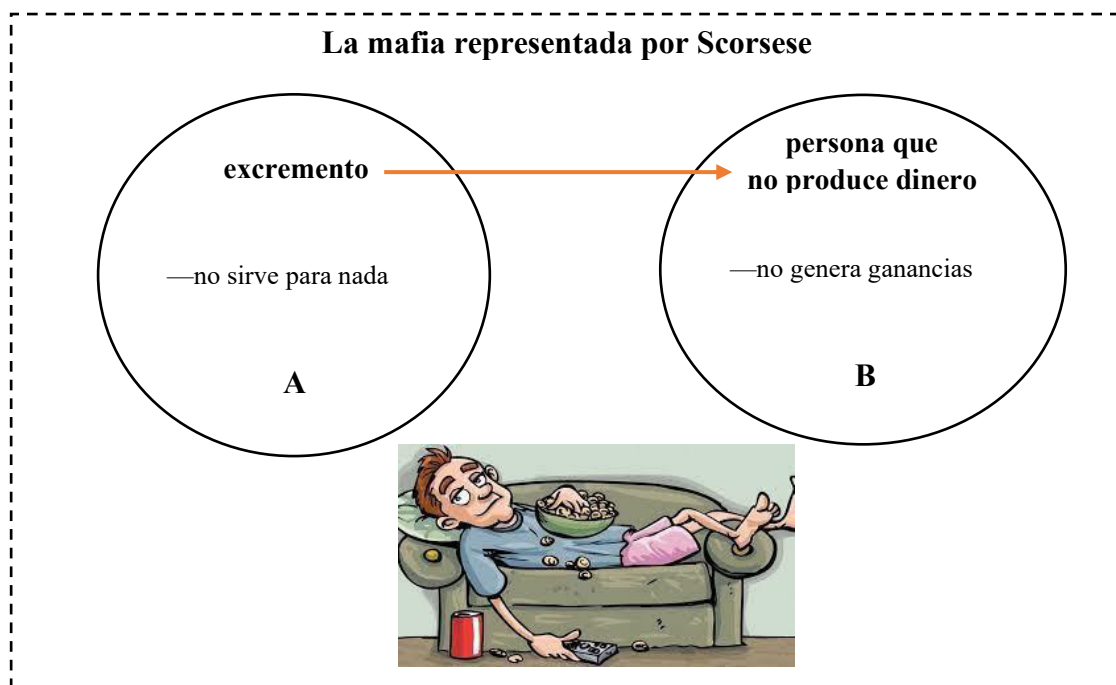 La mafia representada por Scorsese
excremento
persona que
no produce dinero
—no sirve para nada
—no genera ganancias
A
B